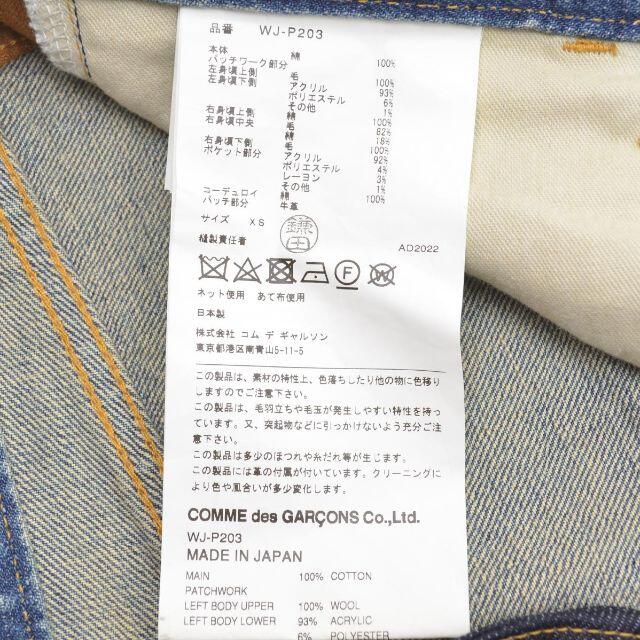 品番 WJ-P203
本体 綿 100%
パッチワーク部分
左身頃上側 毛 100%
左身頃下側 アクリル 93%
ポリエステル 6%
その他 1%
右身頃上側 綿 100%
右身頃中央 毛 82%
綿 18%
右身頃下側 毛 100%
ポケット部分 アクリル 92%
ポリエステル 4%
レーヨン 3%
その他 1%
コーデュロイ 綿 100%
パッチ部分 牛革
サイズ XS
縫製責任者 鎌田 AD2022
F W
ネット使用 あて布使用
日本製
株式会社 コム デ ギャルソン
東京都港区南青山5-11-5
この製品は、素材の特性上、色落ちしたり他の物に色移り
しますのでご注意下さい。
この製品は、毛羽立ちや毛玉が発生しやすい特性を持っ
ています。又、突起物などに引っかけないよう充分ご注
意下さい。
この製品は多少のほつれや糸だれ等が生じます。
この製品には革の付属が付いています。クリーニングに
より色や風合いが多少変化します。
COMME des GARÇONS Co.,Ltd.
WJ-P203
MADE IN JAPAN
MAIN 100% COTTON
PATCHWORK
LEFT BODY UPPER 100% WOOL
LEFT BODY LOWER 93% ACRYLIC
6% POLYESTER